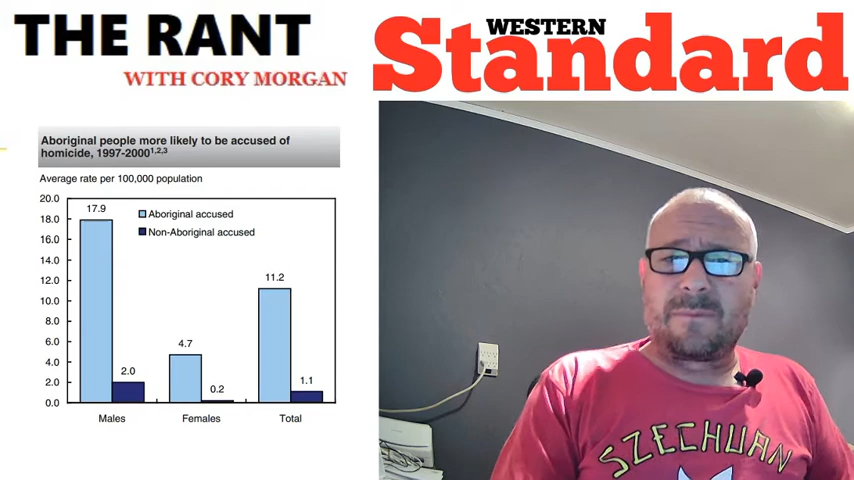 THE RANT
WITH CORY MORGAN
WESTERN
Standard
Aboriginal people more likely to be accused of
homicide, 1997-2000¹,²,³
Average rate per 100,000 population
20.0
18.0
16.0
14.0
12.0
10.0
8.0
6.0
4.0
2.0
0.0
17.9
2.0
4.7
0.2
11.2
1.1
Aboriginal accused
Non-Aboriginal accused
Males
Females
Total
SZECHUAN